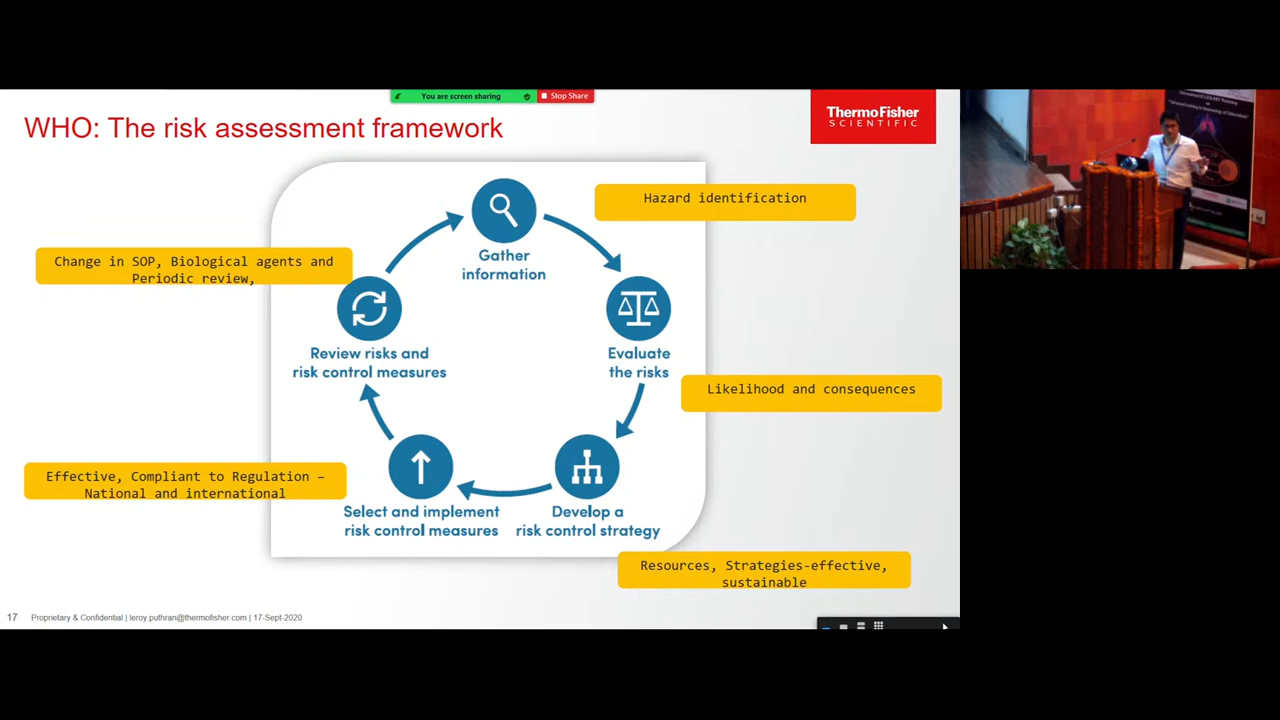 You are screen sharing
Stop Share
WHO: The risk assessment framework
ThermoFisher
SCIENTIFIC
Hazard identification
Gather
information
Change in SOP, Biological agents and
Periodic review,
Review risks and
risk control measures
Evaluate
the risks
Likelihood and consequences
Effective, Compliant to Regulation –
National and international
Select and implement
risk control measures
Develop a
risk control strategy
Resources, Strategies-effective,
sustainable
17 Proprietary & Confidential | leroy.puthran@thermofisher.com | 17-Sept-2020